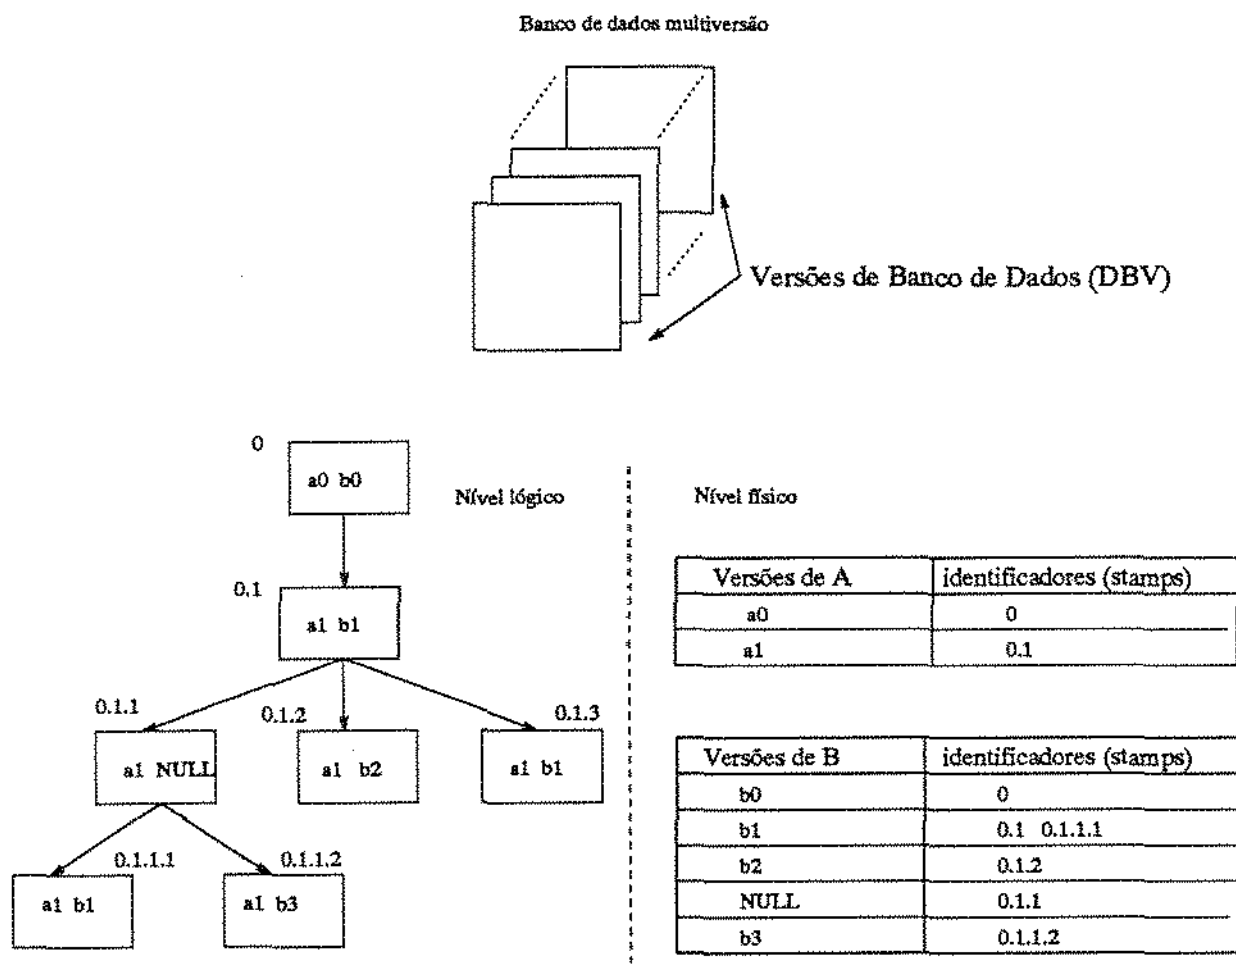 Banco de dados multiversão
Versões de Banco de Dados (DBV)
0
a0 b0
Nível lógico
0.1
a1 b1
0.1.1
0.1.2
0.1.3
a1 NULL
a1 b2
a1 b1
0.1.1.1
0.1.1.2
a1 b1
a1 b3
Nível físico
Versões de A identificadores (stamps)
a0 0
a1 0.1
Versões de B identificadores (stamps)
b0 0
b1 0.1 0.1.1.1
b2 0.1.2
NULL 0.1.1
b3 0.1.1.2